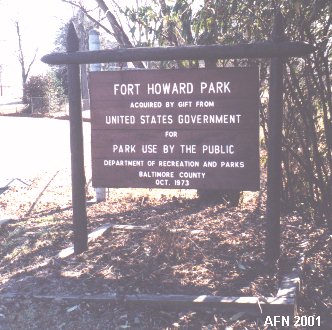 FORT HOWARD PARK
ACQUIRED BY GIFT FROM
UNITED STATES GOVERNMENT
FOR
PARK USE BY THE PUBLIC
DEPARTMENT OF RECREATION AND PARKS
BALTIMORE COUNTY
OCT. 1973
AFN 2001